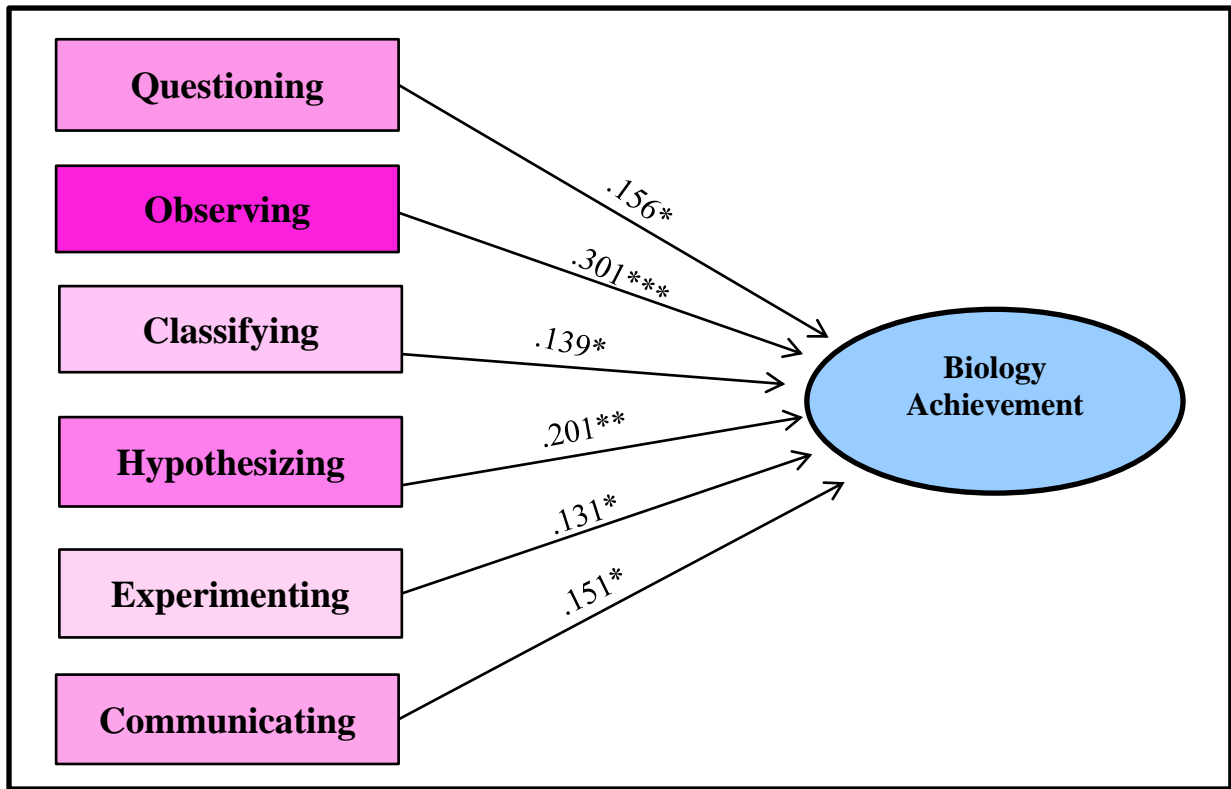 Questioning
.156*
Observing
.301***
Classifying
.139*
Hypothesizing
.201**
Experimenting
.131*
Communicating
.151*
Biology
Achievement